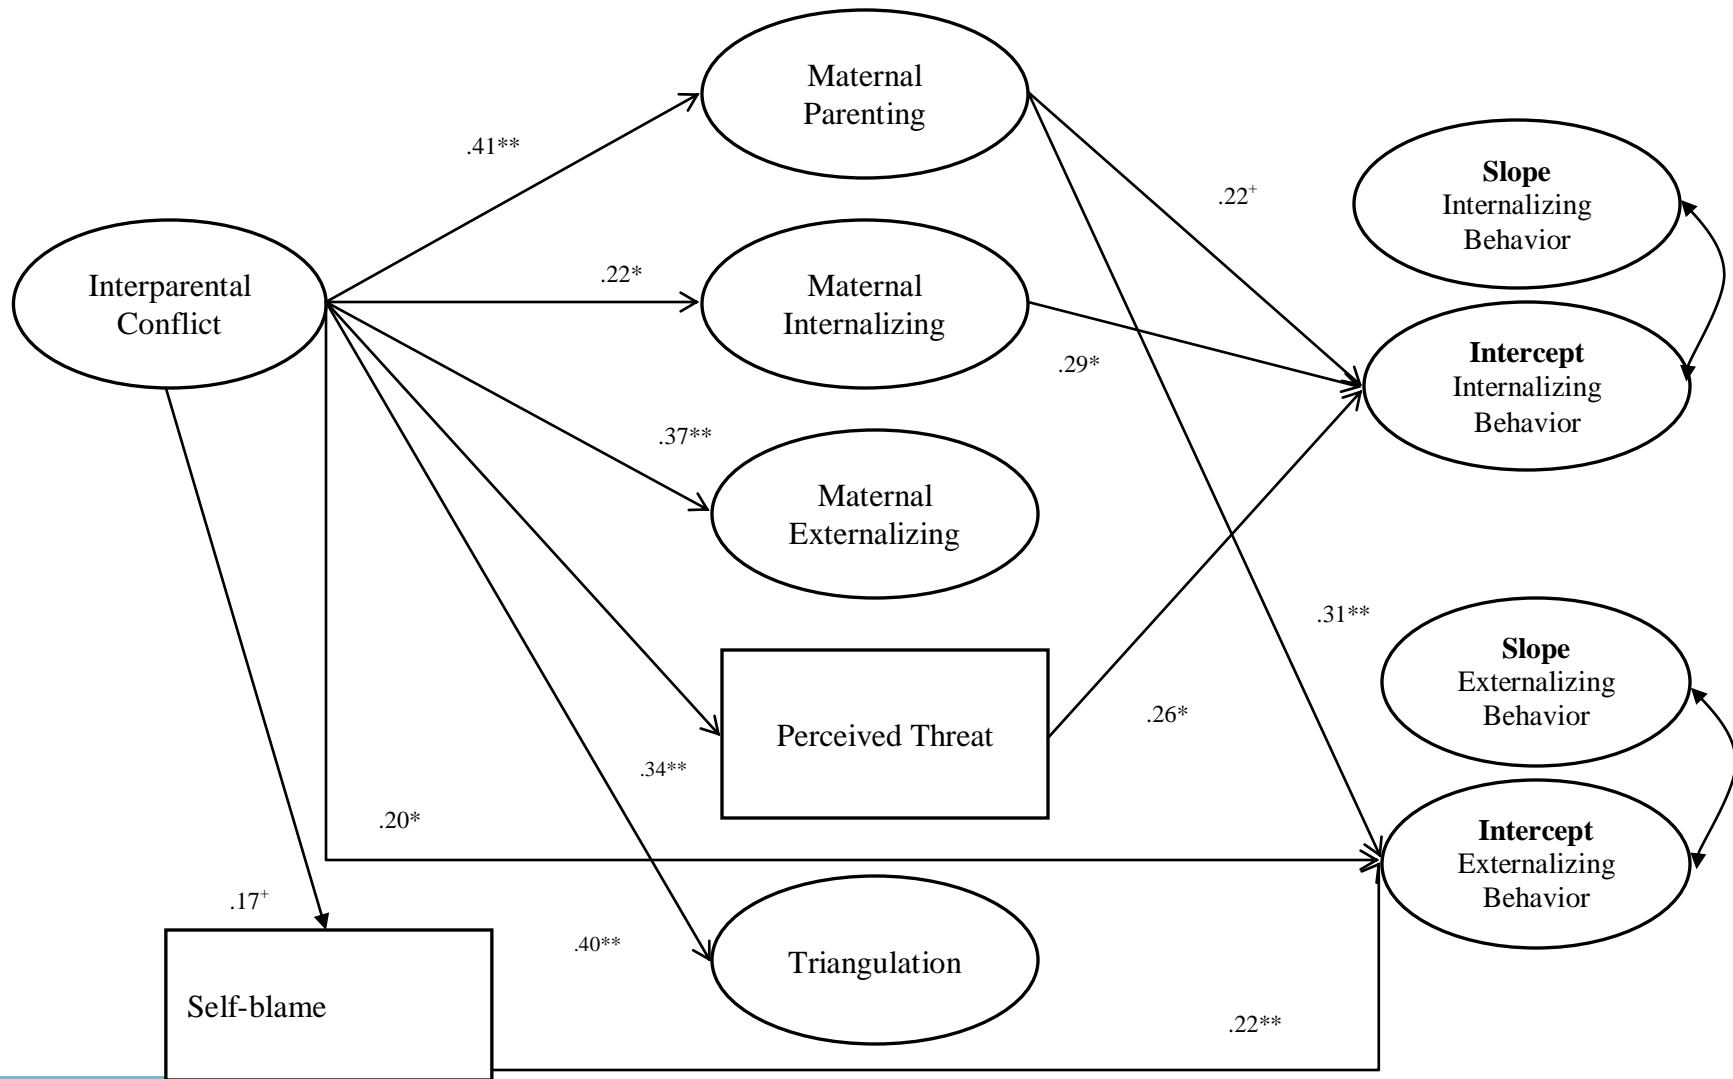 Maternal
Parenting
.41**
.22+
Slope
Internalizing
Behavior
Interparental
Conflict
.22*
Maternal
Internalizing
.29*
Intercept
Internalizing
Behavior
.37**
Maternal
Externalizing
.31**
Slope
Externalizing
Behavior
Perceived Threat
.26*
.34**
.20*
Intercept
Externalizing
Behavior
.17+
.40**
Triangulation
Self-blame
.22**